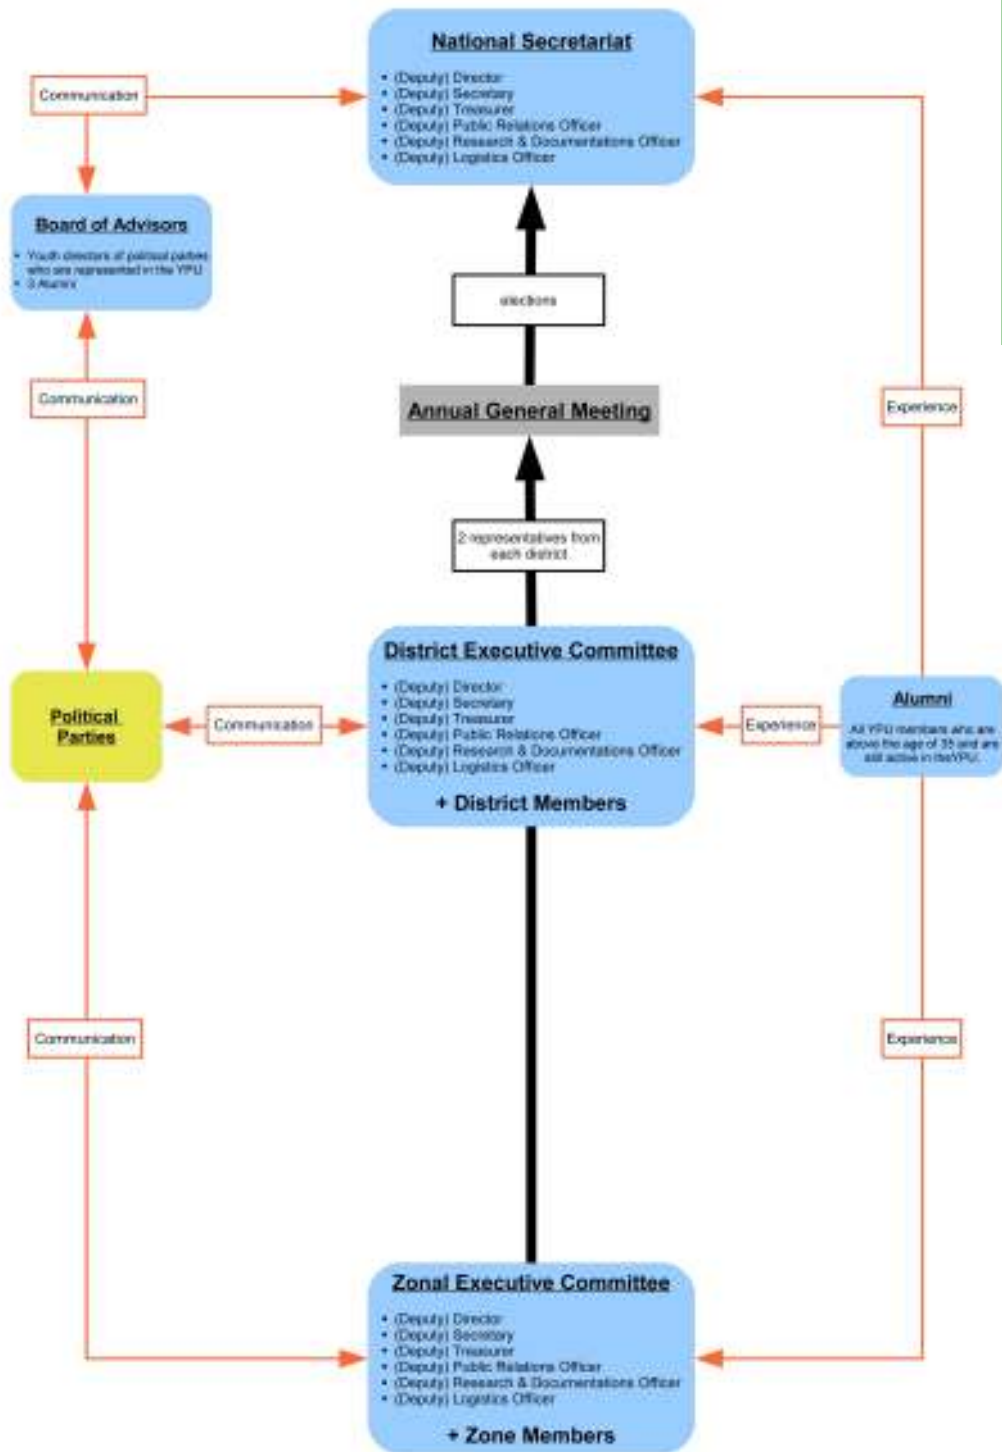 National Secretariat
• (Deputy) Director
• (Deputy) Secretary
• (Deputy) Treasurer
• (Deputy) Public Relations Officer
• (Deputy) Research & Documentations Officer
• (Deputy) Logistics Officer
Communication
Board of Advisors
• Youth directors of political parties
who are represented in the YPU
• 3 Alumni
elections
Communication
Annual General Meeting
Experience
2 representatives from
each district
District Executive Committee
• (Deputy) Director
• (Deputy) Secretary
• (Deputy) Treasurer
• (Deputy) Public Relations Officer
• (Deputy) Research & Documentations Officer
• (Deputy) Logistics Officer
+ District Members
Political
Parties
Communication
Experience
Alumni
All YPU members who are
above the age of 35 and are
still active in theYPU.
Communication
Experience
Zonal Executive Committee
• (Deputy) Director
• (Deputy) Secretary
• (Deputy) Treasurer
• (Deputy) Public Relations Officer
• (Deputy) Research & Documentations Officer
• (Deputy) Logistics Officer
+ Zone Members